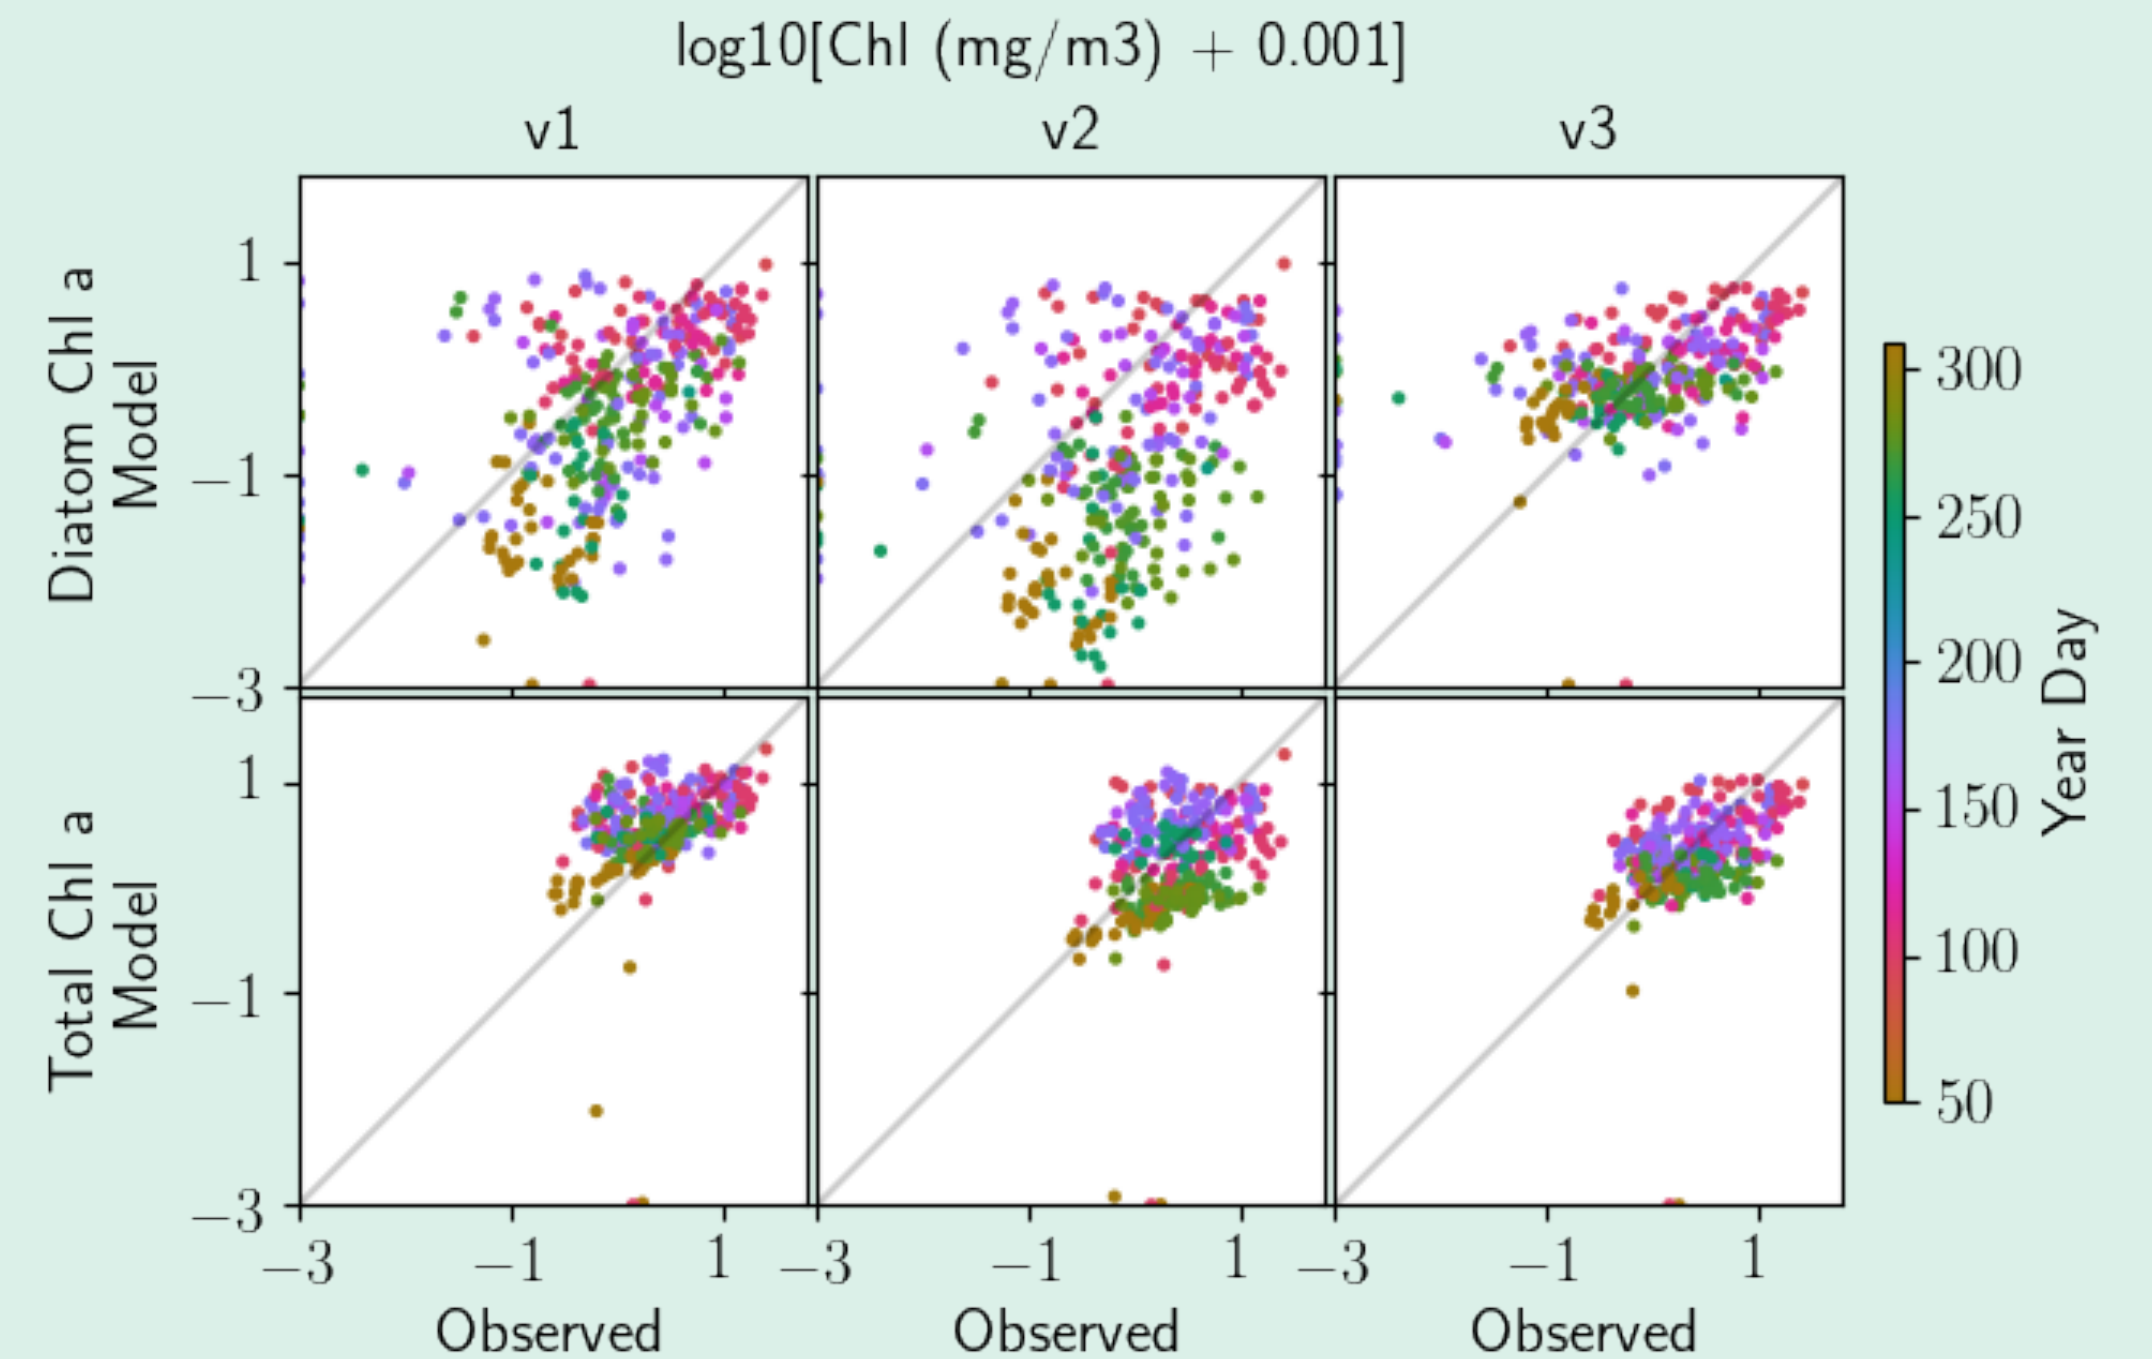 log10[Chl (mg/m3) + 0.001]
v1 v2 v3
Diatom Chl a
Model
1
−1
−3
Total Chl a
Model
1
−1
−3
−3 −1 1 −3 −1 1 −3 −1 1
Observed Observed Observed
300
250
200
150
100
50
Year Day